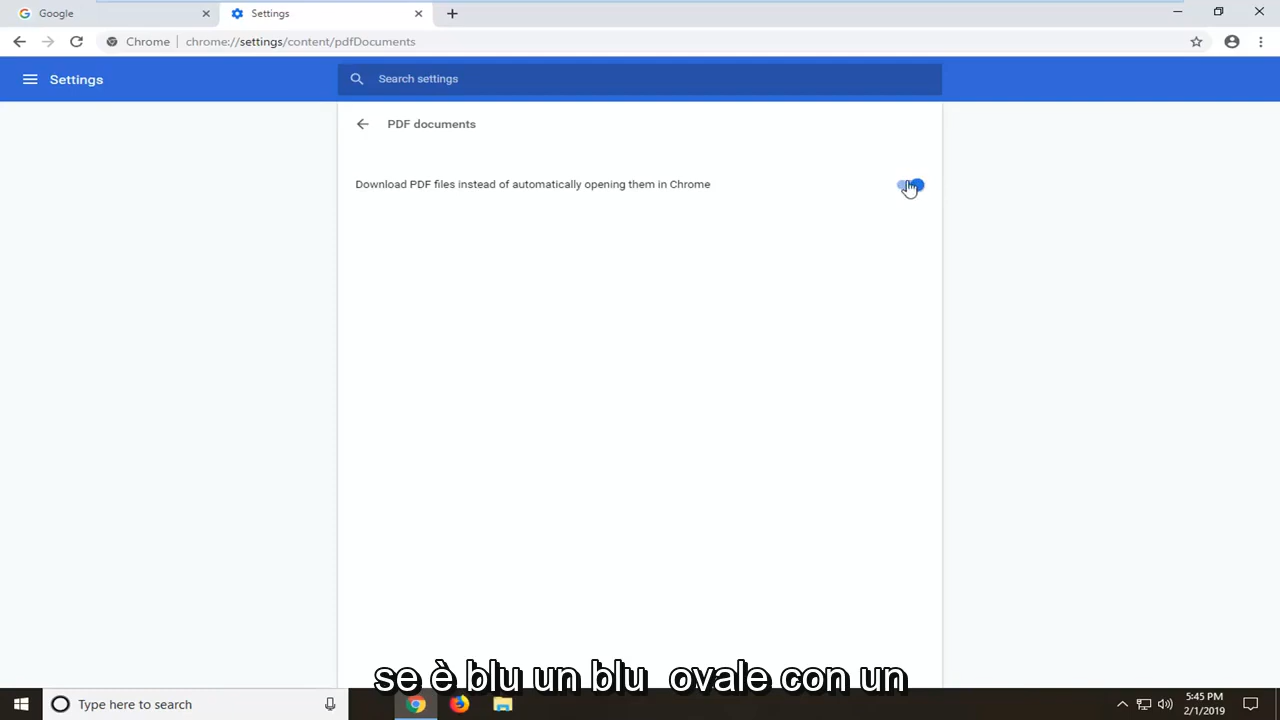 Google
Settings
Chrome
chrome://settings/content/pdfDocuments
Settings
Search settings
PDF documents
Download PDF files instead of automatically opening them in Chrome
se è blu un blu ovale con un
Type here to search
5:45 PM
2/1/2019